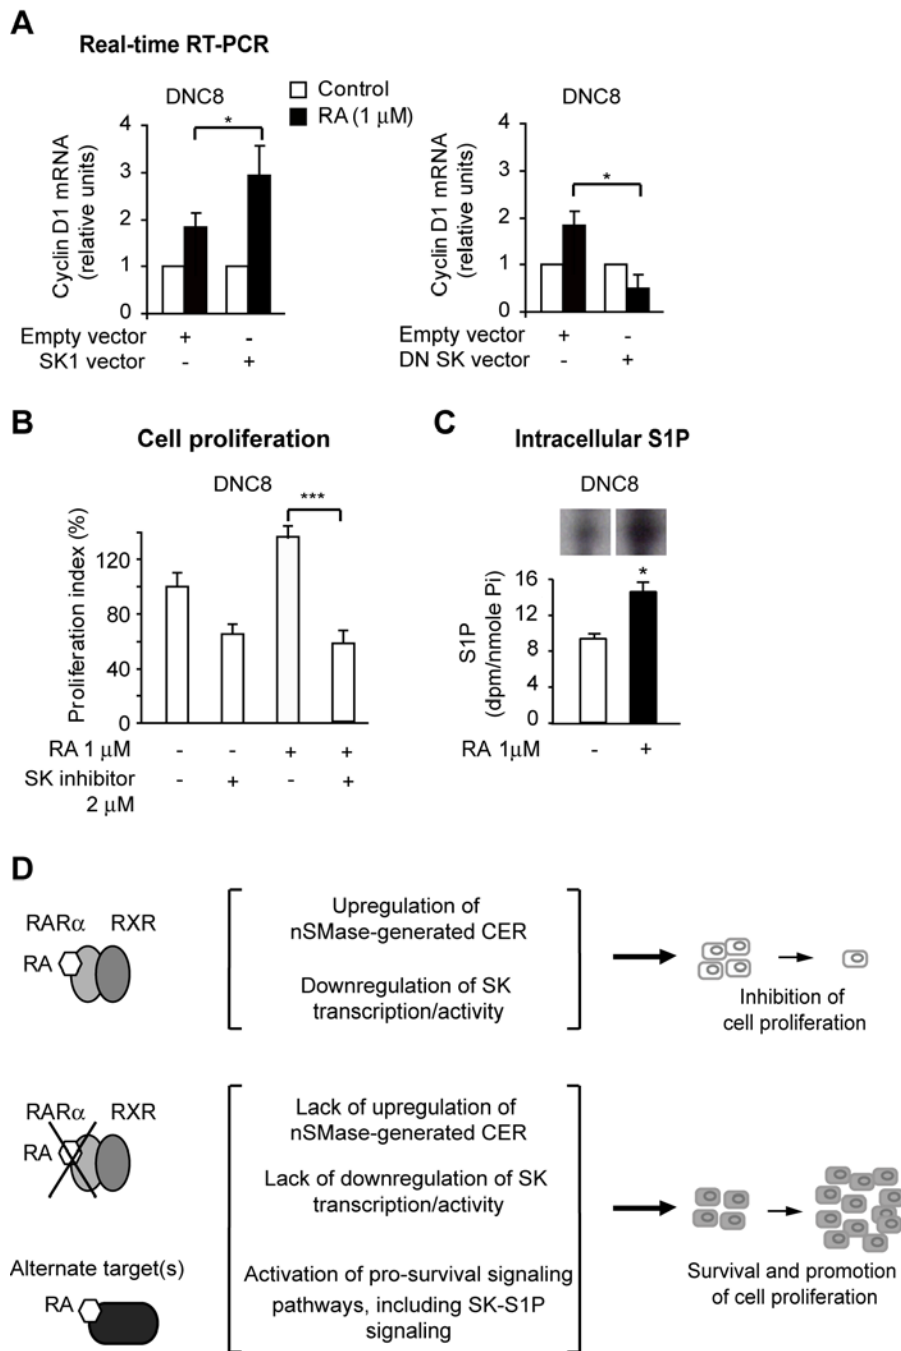 A
Real-time RT-PCR
DNC8
Control
RA (1 μM)
DNC8
Cyclin D1 mRNA
(relative units)
4
3
2
1
0
*
Empty vector + -
SK1 vector - +
Cyclin D1 mRNA
(relative units)
4
3
2
1
0
*
Empty vector + -
DN SK vector - +
B
Cell proliferation
DNC8
Proliferation index (%)
120
80
40
0
***
RA 1 μM - - + +
SK inhibitor - + - +
2 μM
C
Intracellular S1P
DNC8
S1P
(dpm/nmole Pi)
16
12
8
4
0
*
RA 1μM - +
D
RARα RXR
RA
Upregulation of
nSMase-generated CER
Downregulation of SK
transcription/activity
Inhibition of
cell proliferation
RARα RXR
RA
Lack of upregulation of
nSMase-generated CER
Lack of downregulation of SK
transcription/activity
Alternate target(s)
RA
Activation of pro-survival signaling
pathways, including SK-S1P
signaling
Survival and promotion
of cell proliferation